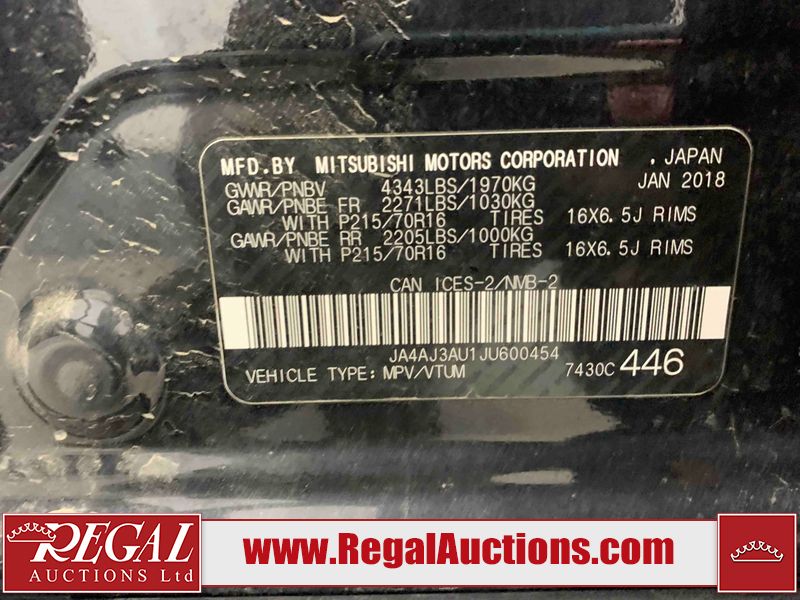 MFD.BY MITSUBISHI MOTORS CORPORATION . JAPAN
GVWR/PNBV 4343LBS/1970KG JAN 2018
GAWR/PNBE FR 2271LBS/1030KG
WITH P215/70R16 TIRES 16X6.5J RIMS
GAWR/PNBE RR 2205LBS/1000KG
WITH P215/70R16 TIRES 16X6.5J RIMS
CAN ICES-2/NMB-2
JA4AJ3AU1JU600454
VEHICLE TYPE: MPV/VTUM 7430C 446
REGAL
AUCTIONS Ltd
www.RegalAuctions.com